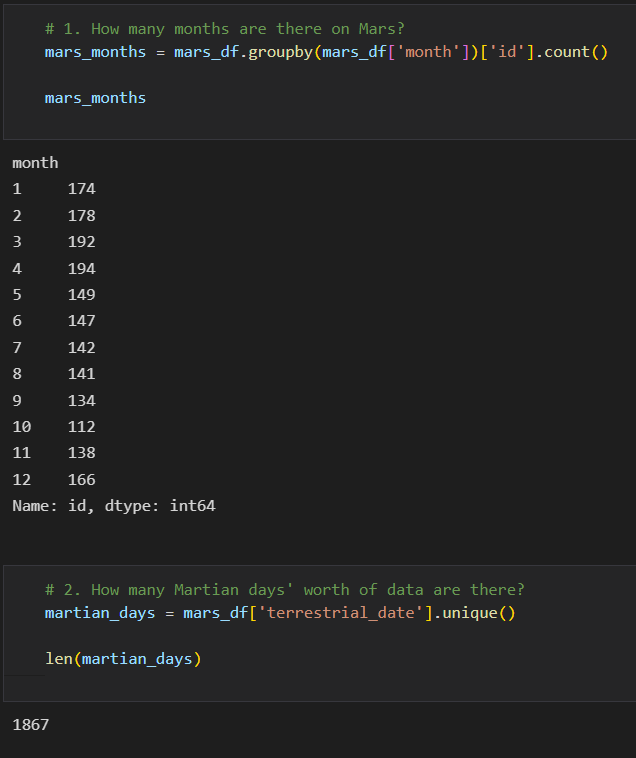 # 1. How many months are there on Mars?
mars_months = mars_df.groupby(mars_df['month'])['id'].count()
mars_months
month
1     174
2     178
3     192
4     194
5     149
6     147
7     142
8     141
9     134
10    112
11    138
12    166
Name: id, dtype: int64
# 2. How many Martian days' worth of data are there?
martian_days = mars_df['terrestrial_date'].unique()
len(martian_days)
1867